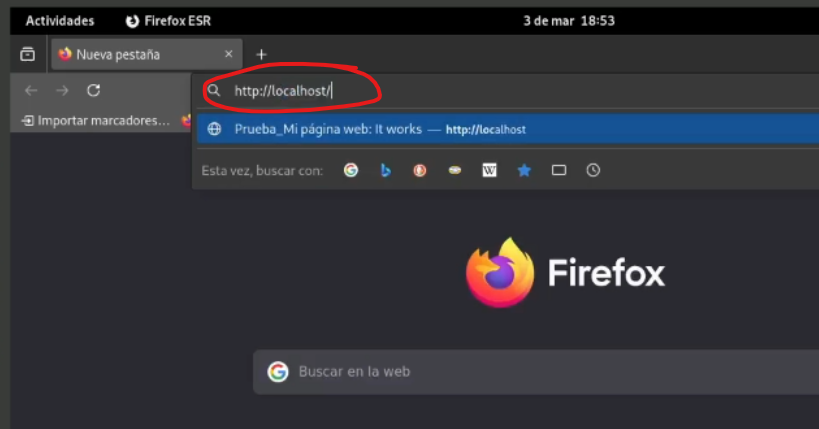 Actividades Firefox ESR 3 de mar 18:53
Nueva pestaña
http://localhost/
Importar marcadores...
Prueba_Mi página web: It works — http://localhost
Esta vez, buscar con:
W
Firefox
Buscar en la web